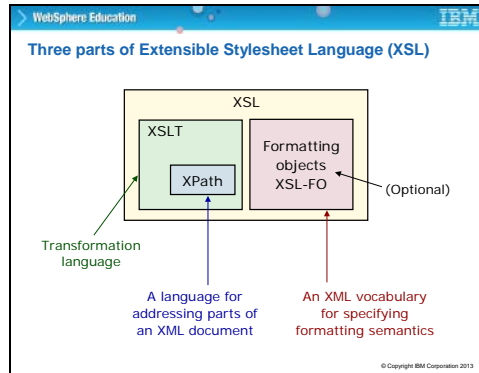 WebSphere Education
IBM
Three parts of Extensible Stylesheet Language (XSL)
XSL
XSLT
XPath
Formatting
objects
XSL-FO
(Optional)
Transformation
language
A language for
addressing parts of
an XML document
An XML vocabulary
for specifying
formatting semantics
© Copyright IBM Corporation 2013